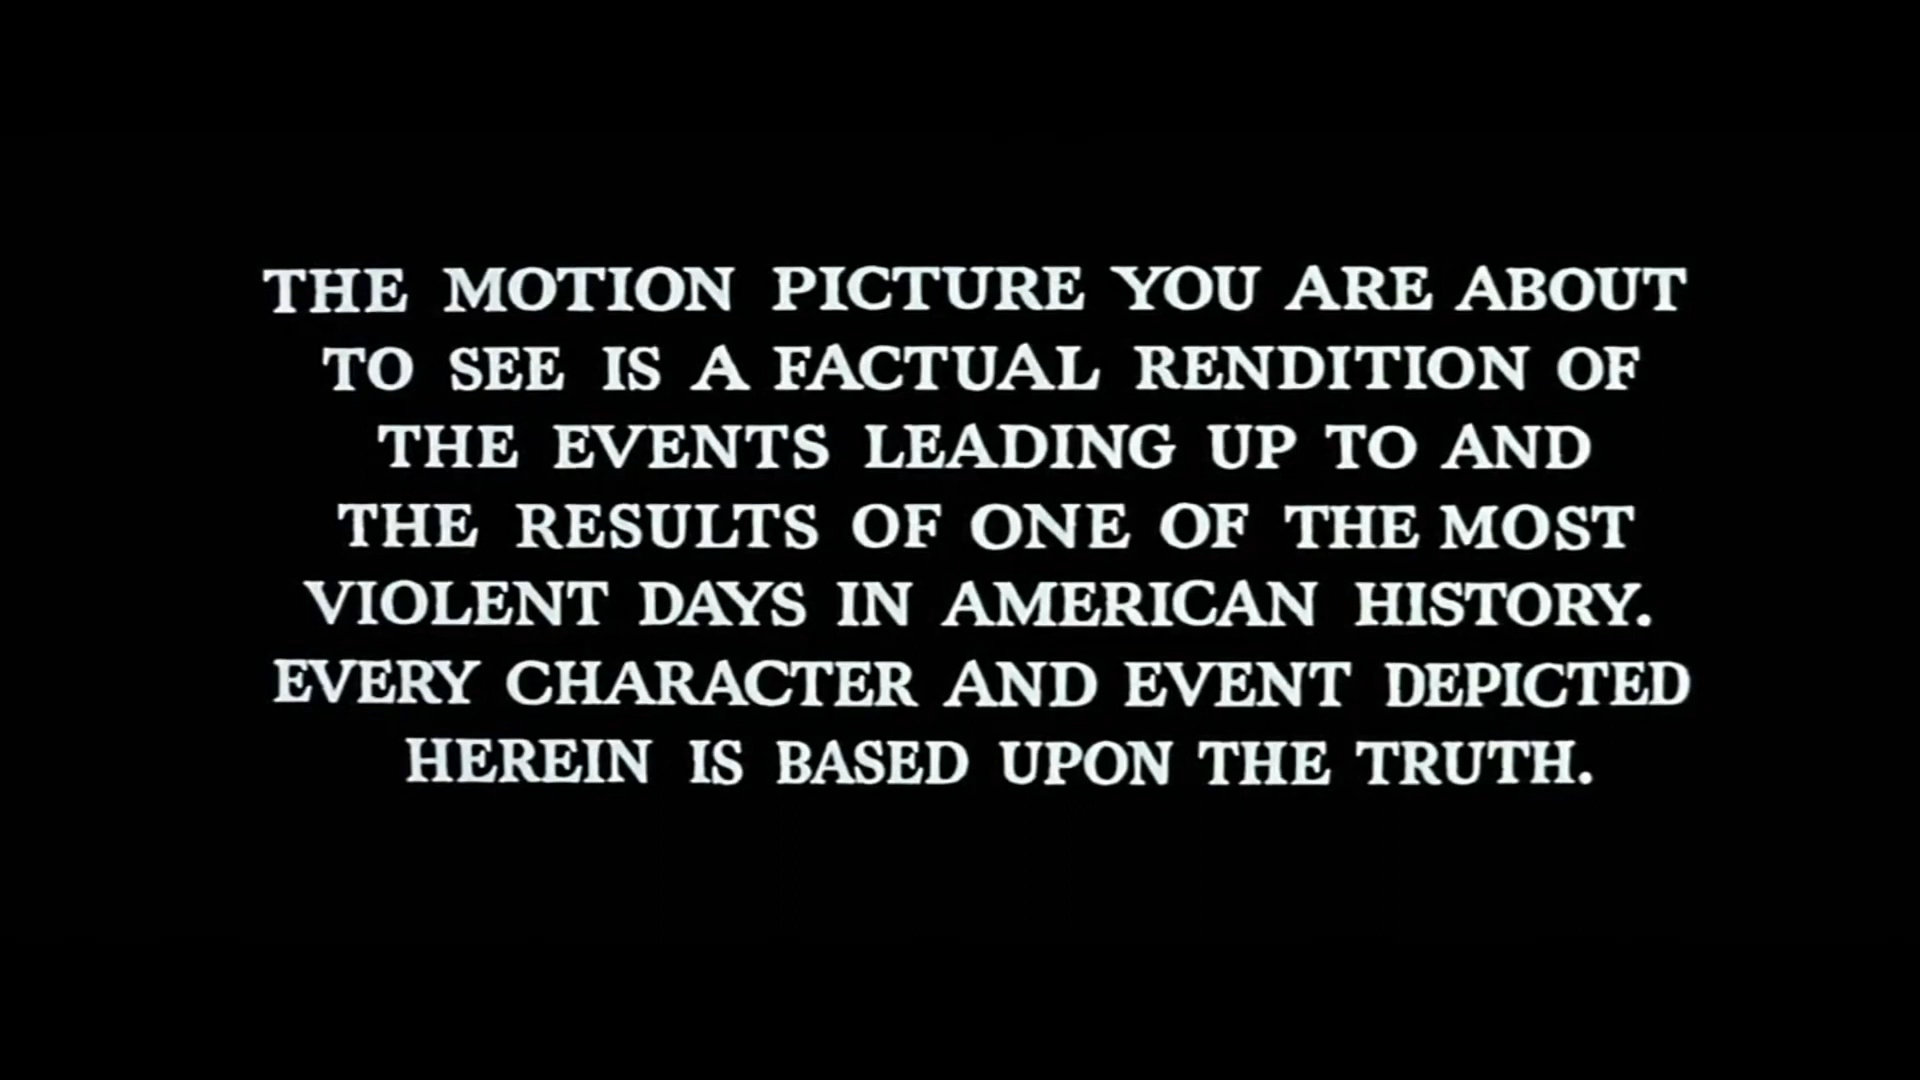 THE MOTION PICTURE YOU ARE ABOUT
TO SEE IS A FACTUAL RENDITION OF
THE EVENTS LEADING UP TO AND
THE RESULTS OF ONE OF THE MOST
VIOLENT DAYS IN AMERICAN HISTORY.
EVERY CHARACTER AND EVENT DEPICTED
HEREIN IS BASED UPON THE TRUTH.